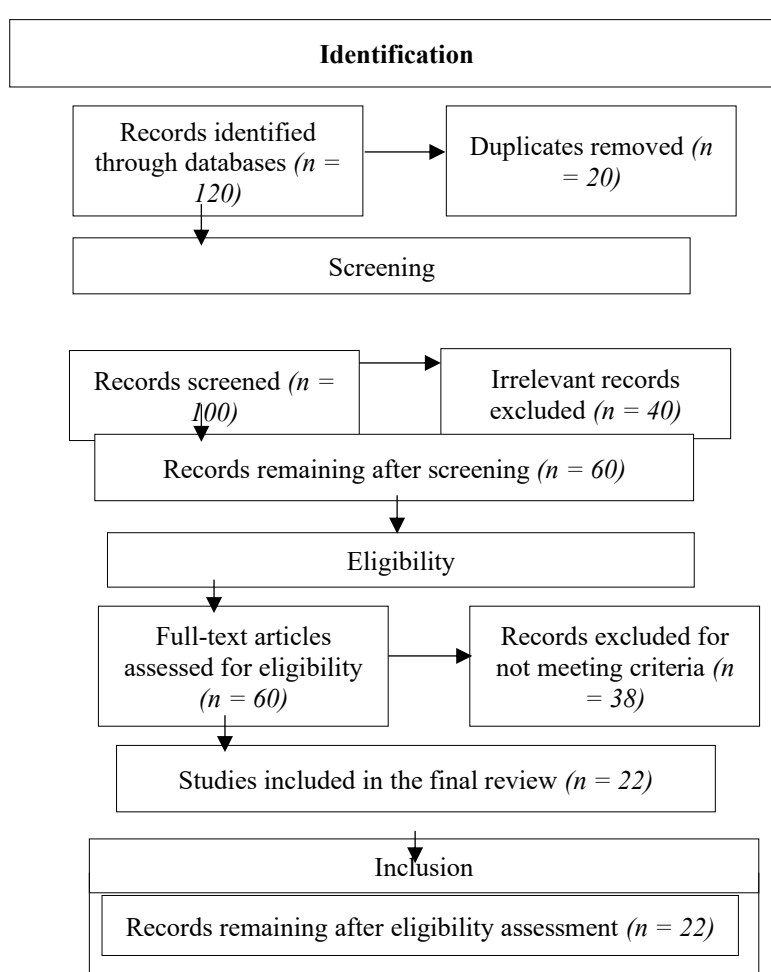 Identification
Records identified
through databases (n =
120)
Duplicates removed (n
= 20)
Screening
Records screened (n =
100)
Irrelevant records
excluded (n = 40)
Records remaining after screening (n = 60)
Eligibility
Full-text articles
assessed for eligibility
(n = 60)
Records excluded for
not meeting criteria (n
= 38)
Studies included in the final review (n = 22)
Inclusion
Records remaining after eligibility assessment (n = 22)